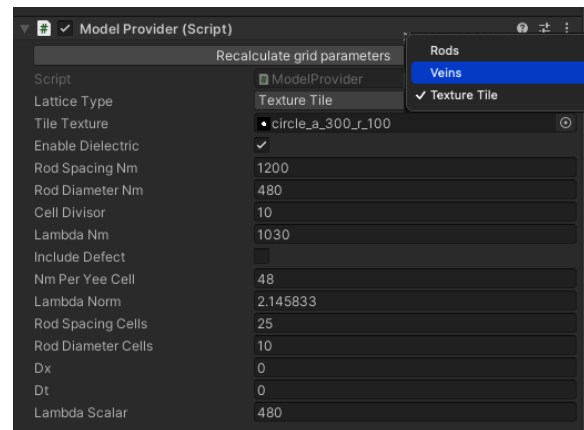 # Model Provider (Script)
Recalculate grid parameters
Rods
Veins
Texture Tile
Script ModelProvider
Lattice Type Texture Tile
Tile Texture circle_a_300_r_100
Enable Dielectric
Rod Spacing Nm 1200
Rod Diameter Nm 480
Cell Divisor 10
Lambda Nm 1030
Include Defect
Nm Per Yee Cell 48
Lambda Norm 2.145833
Rod Spacing Cells 25
Rod Diameter Cells 10
Dx 0
Dt 0
Lambda Scalar 480